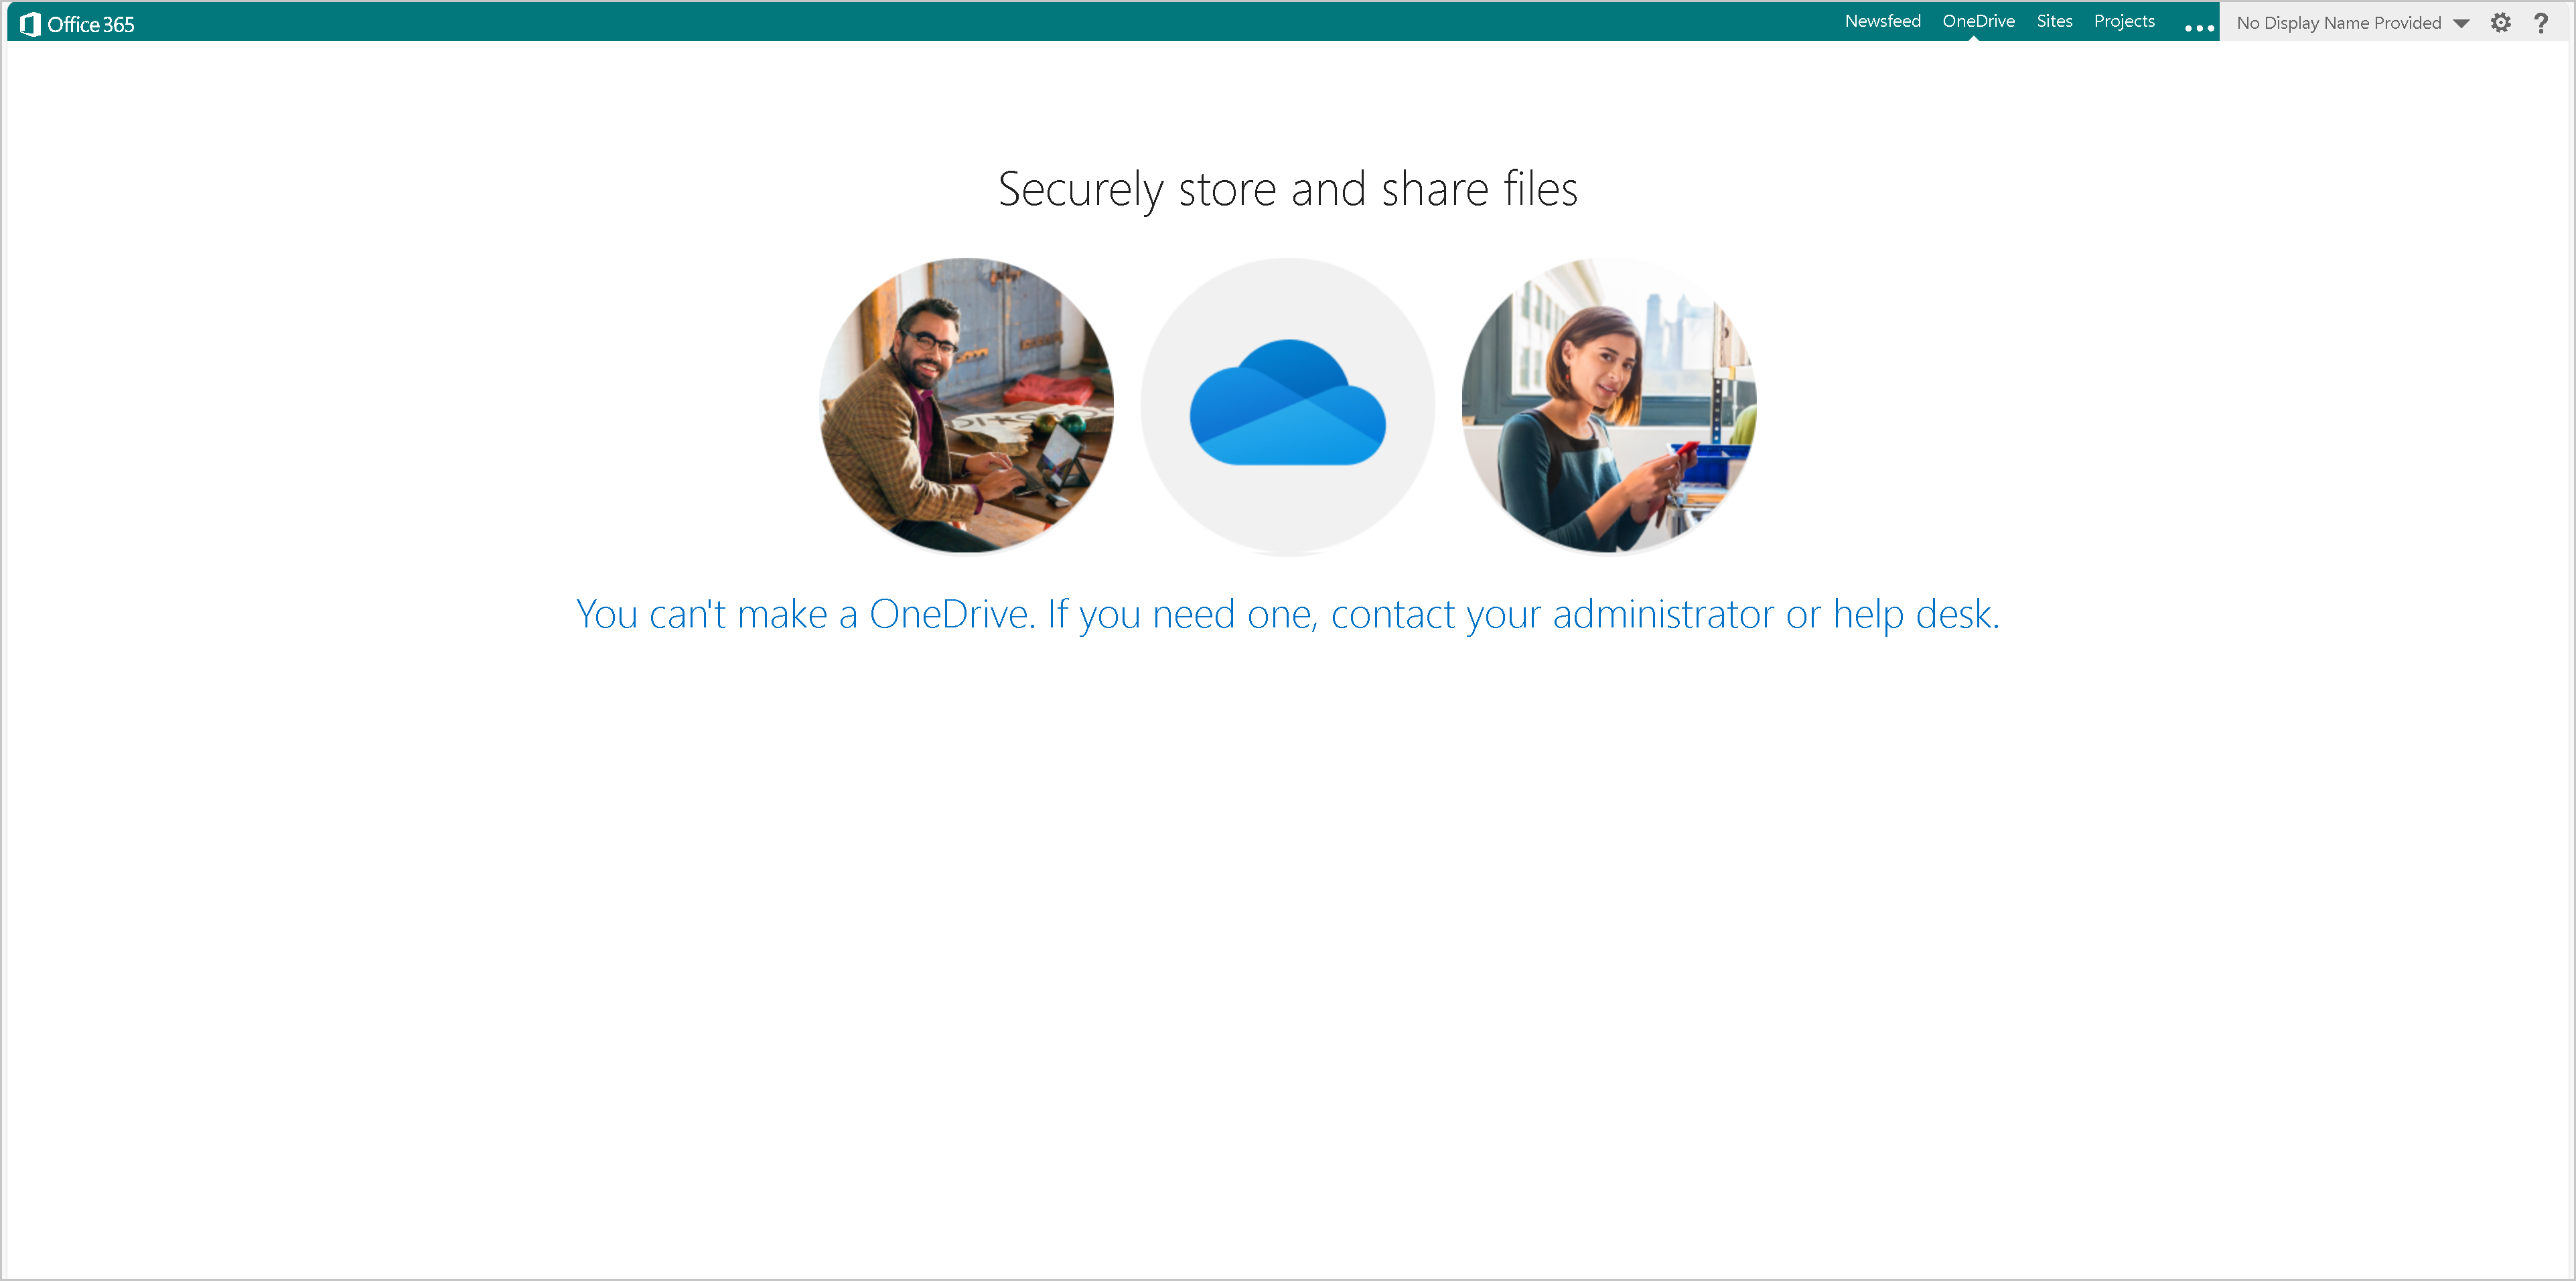 Office 365
Newsfeed OneDrive Sites Projects ... No Display Name Provided ?
Securely store and share files
You can't make a OneDrive. If you need one, contact your administrator or help desk.